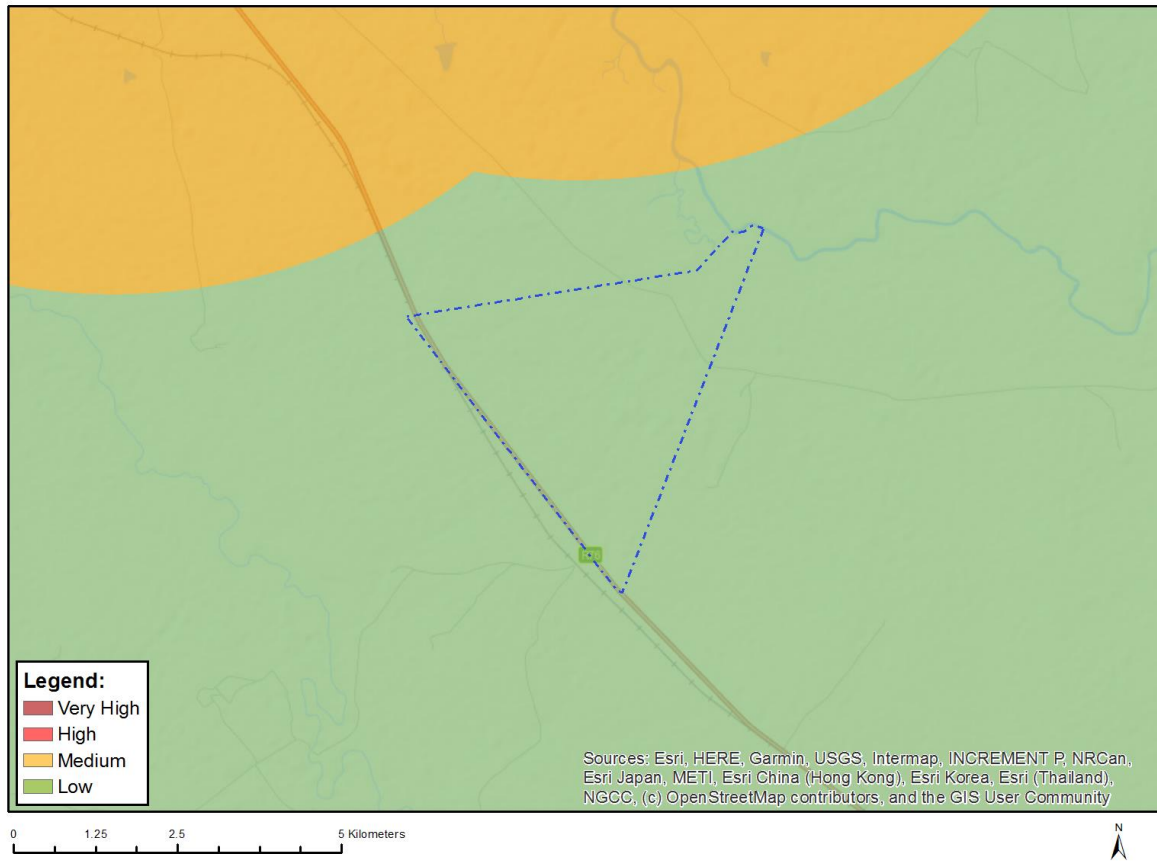 Legend:
Very High
High
Medium
Low
Sources: Esri, HERE, Garmin, USGS, Intermap, INCREMENT P, NRCan,
Esri Japan, METI, Esri China (Hong Kong), Esri Korea, Esri (Thailand),
NGCC, (c) OpenStreetMap contributors, and the GIS User Community
0 1.25 2.5 5 Kilometers
N